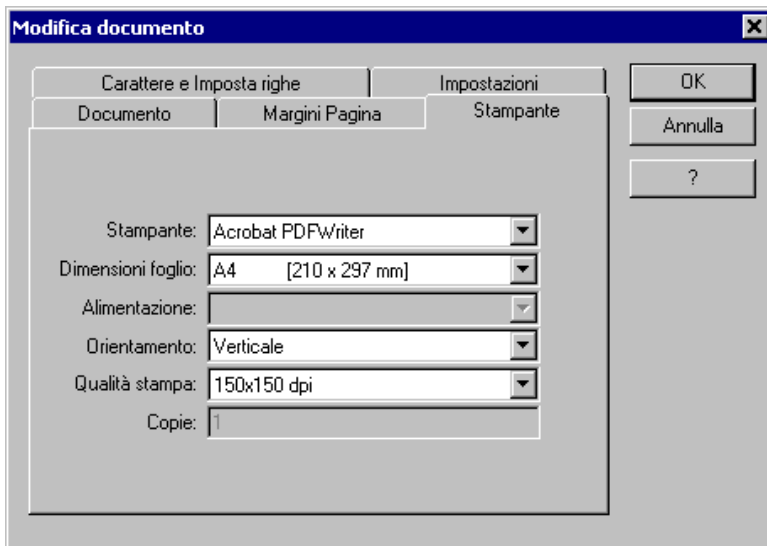 Modifica documento
Carattere e Imposta righe Impostazioni
Documento Margini Pagina Stampante
OK
Annulla
?
Stampante: Acrobat PDFWriter
Dimensioni foglio: A4 [210 x 297 mm]
Alimentazione:
Orientamento: Verticale
Qualità stampa: 150x150 dpi
Copie: 1